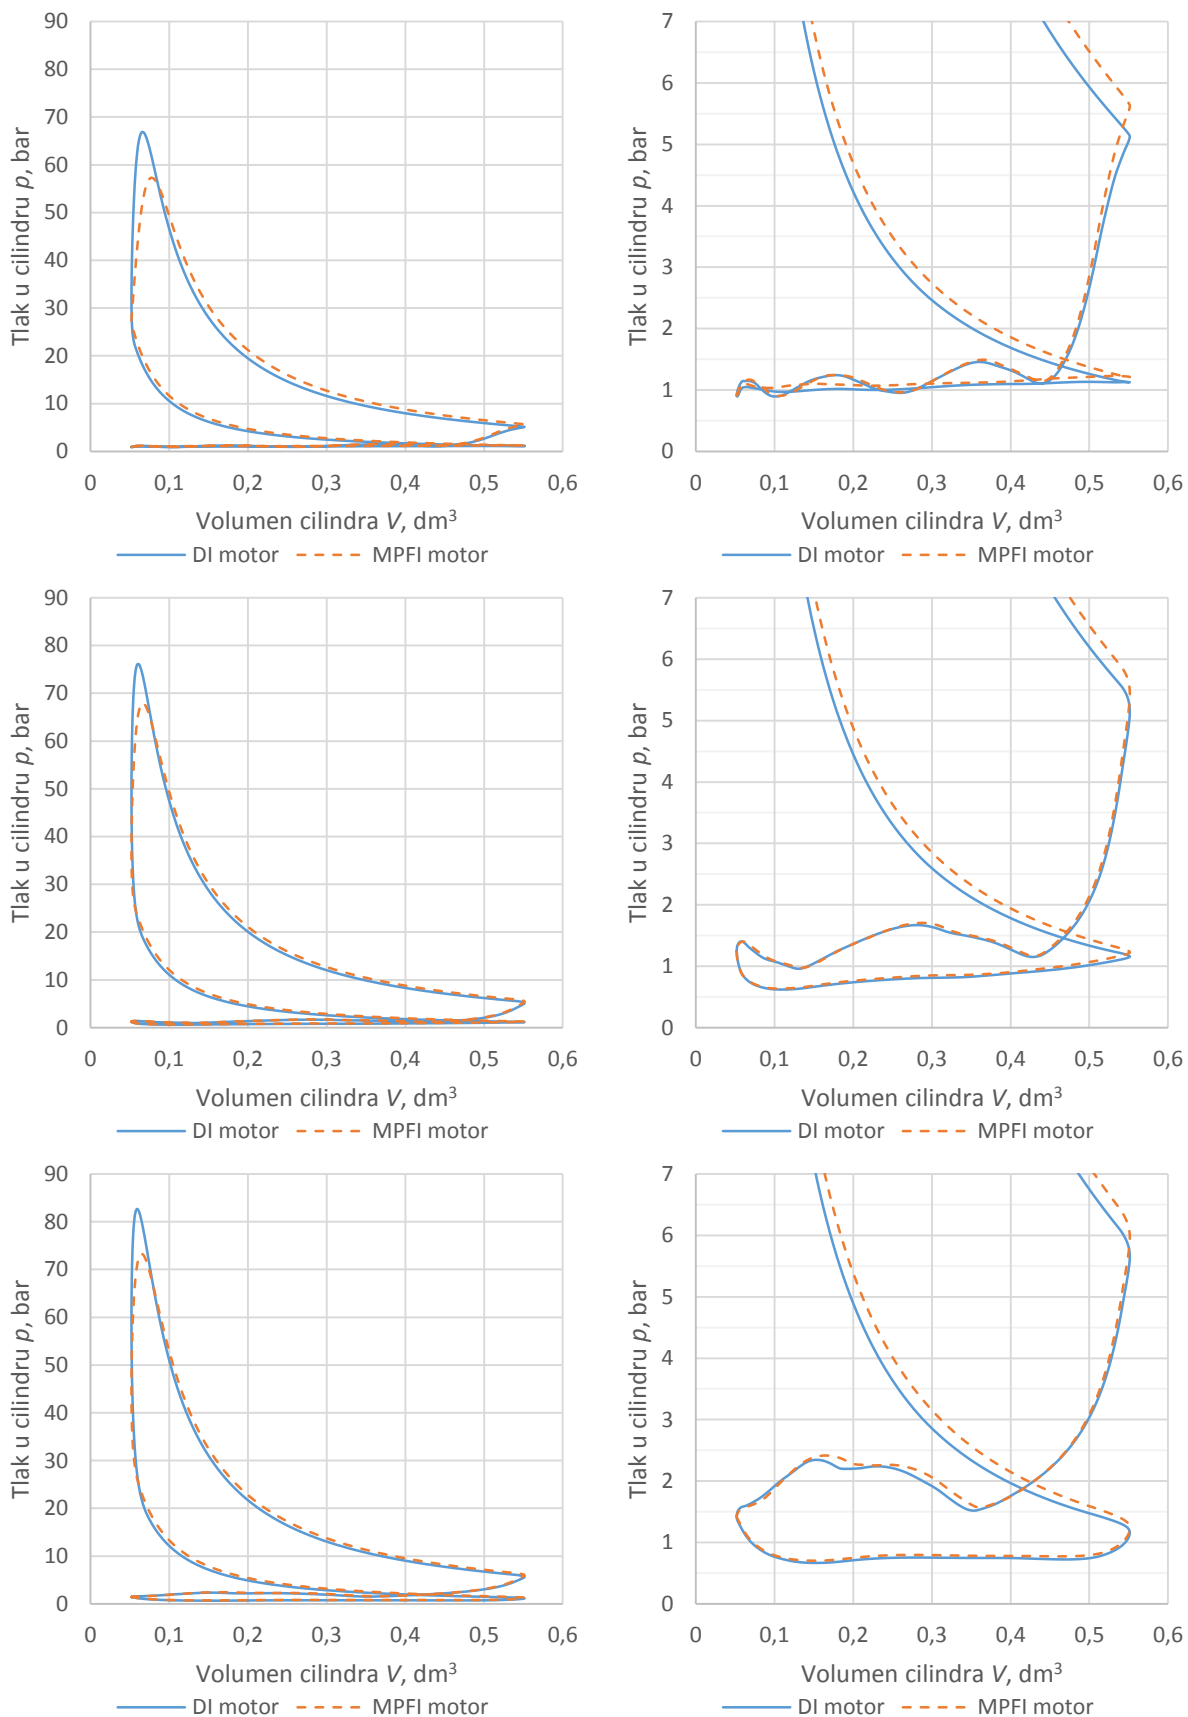 90
80
70
60
50
40
30
20
10
0
Tlak u cilindru p, bar
0 0,1 0,2 0,3 0,4 0,5 0,6
Volumen cilindra V, dm³
DI motor MPFI motor
7
6
5
4
3
2
1
0
Tlak u cilindru p, bar
0 0,1 0,2 0,3 0,4 0,5 0,6
Volumen cilindra V, dm³
DI motor MPFI motor
90
80
70
60
50
40
30
20
10
0
Tlak u cilindru p, bar
0 0,1 0,2 0,3 0,4 0,5 0,6
Volumen cilindra V, dm³
DI motor MPFI motor
7
6
5
4
3
2
1
0
Tlak u cilindru p, bar
0 0,1 0,2 0,3 0,4 0,5 0,6
Volumen cilindra V, dm³
DI motor MPFI motor
90
80
70
60
50
40
30
20
10
0
Tlak u cilindru p, bar
0 0,1 0,2 0,3 0,4 0,5 0,6
Volumen cilindra V, dm³
DI motor MPFI motor
7
6
5
4
3
2
1
0
Tlak u cilindru p, bar
0 0,1 0,2 0,3 0,4 0,5 0,6
Volumen cilindra V, dm³
DI motor MPFI motor